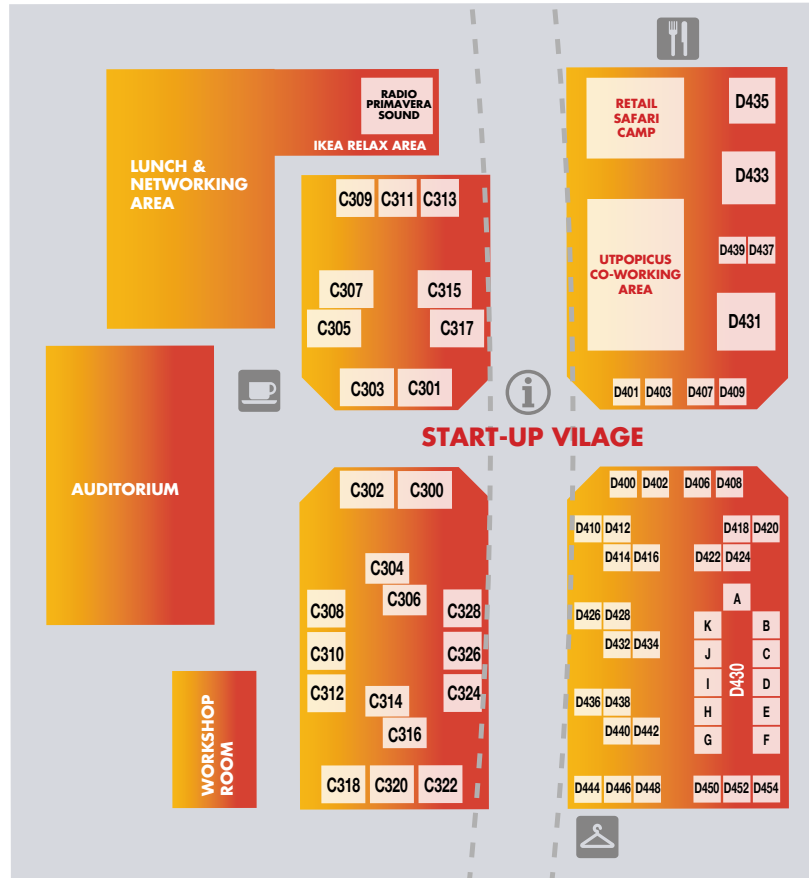 RADIO
PRIMAVERA
SOUND
IKEA RELAX AREA
LUNCH &
NETWORKING
AREA
C309 C311 C313
C307 C315
C305 C317
C303 C301
RETAIL
SAFARI
CAMP
D435
D433
UTPOPICUS
CO-WORKING
AREA
D439 D437
D431
D401 D403 D407 D409
i
START-UP VILAGE
AUDITORIUM
WORKSHOP
ROOM
C302 C300
C304
C306
C308 C328
C310 C326
C312 C324
C314
C316
C318 C320 C322
D400 D402 D406 D408
D410 D412 D418 D420
D414 D416 D422 D424
A
D426 D428 K B
D432 D434 J C
D430
I D
D436 D438 H E
D440 D442 G F
D444 D446 D448 D450 D452 D454